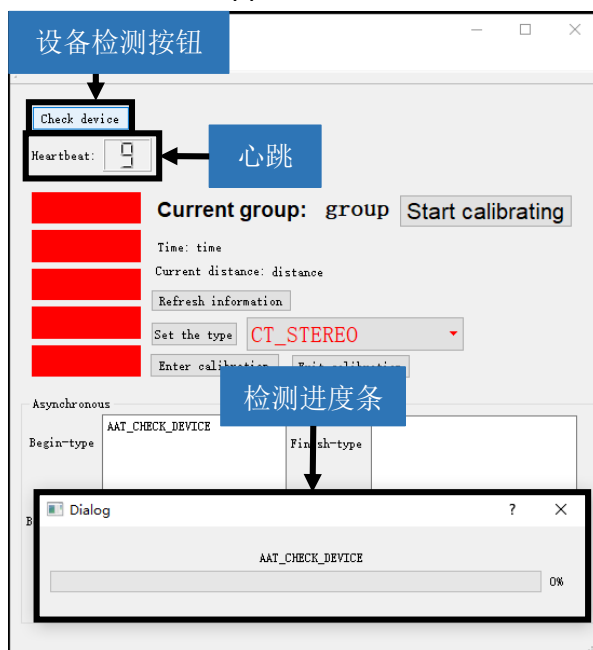 设备检测按钮
Check device
Heartbeat: 9
心跳
Current group: group Start calibrating
Time: time
Current distance: distance
Refresh information
Set the type CT_STEREO
Enter calibration Exit calibration
检测进度条
Asynchronous
Begin-type AAT_CHECK_DEVICE Finish-type
B
Dialog ?
AAT_CHECK_DEVICE
0%